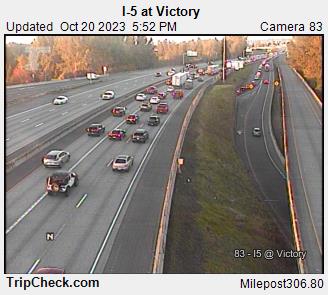 I-5 at Victory
Updated Oct 20 2023 5:52 PM Camera 83
N
83 - I5 @ Victory
TripCheck.com Milepost306.80